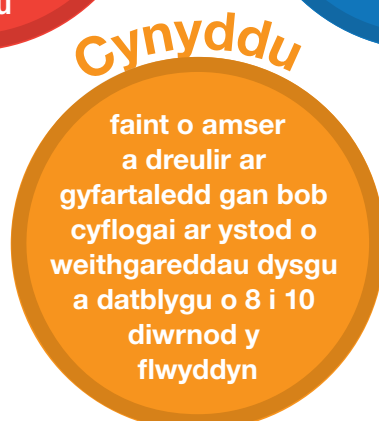 u
Cynyddu
faint o amser
a dreulir ar
gyfartaledd gan bob
cyflogai ar ystod o
weithgareddau dysgu
a datblygu o 8 i 10
diwrnod y
flwyddyn